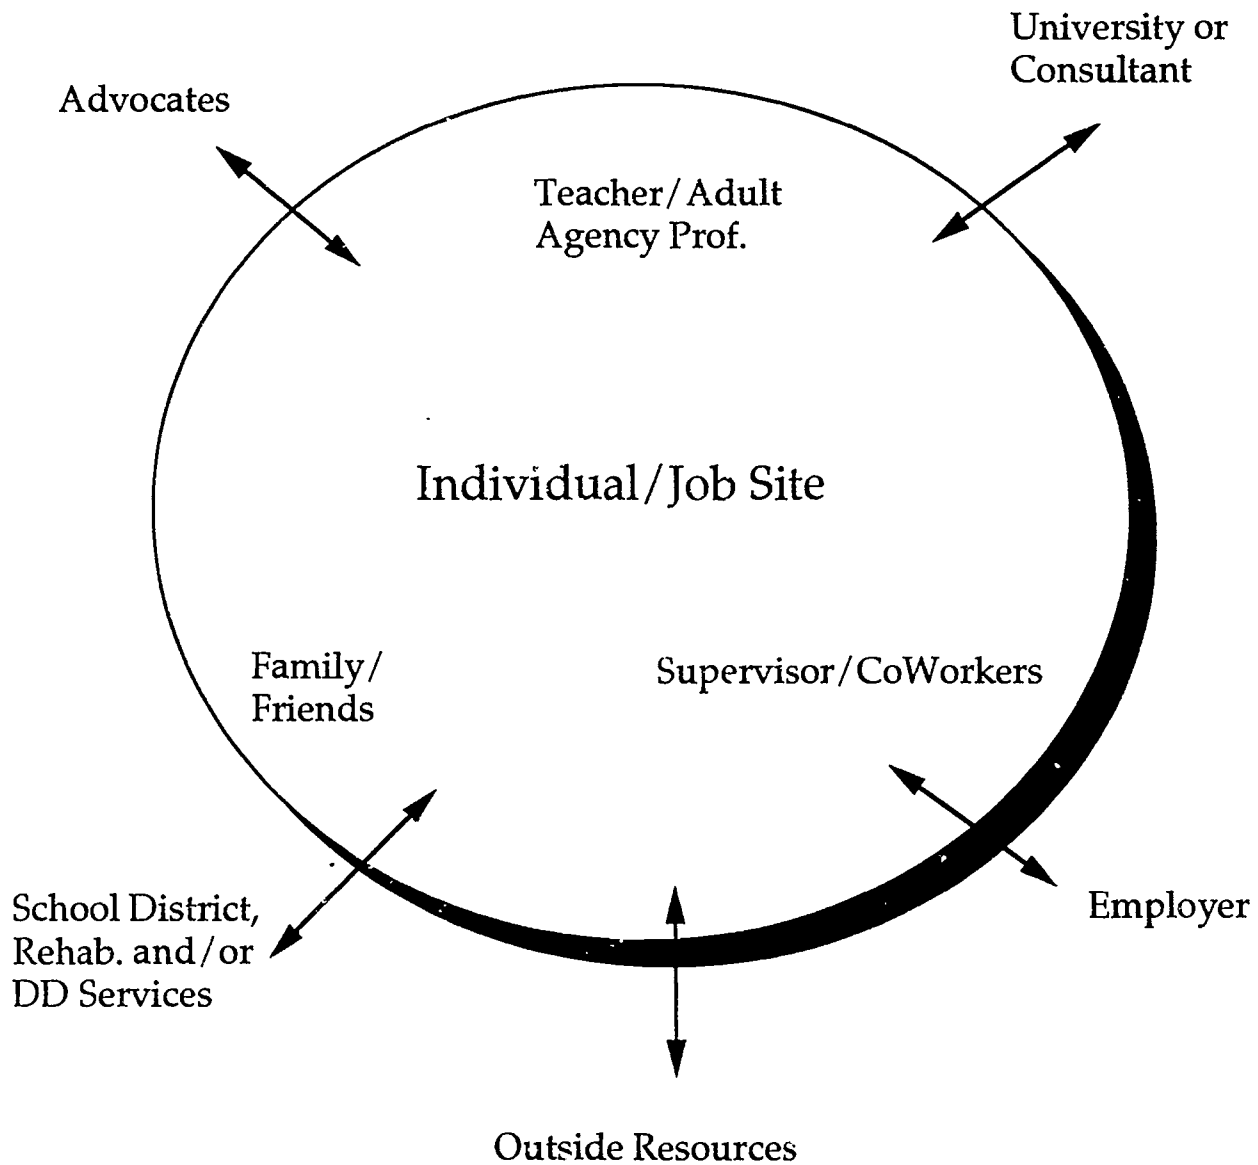 University or
Consultant
Advocates
Teacher/Adult
Agency Prof.
Individual/Job Site
Family/
Friends
Supervisor/CoWorkers
School District,
Rehab. and/or
DD Services
Employer
Outside Resources